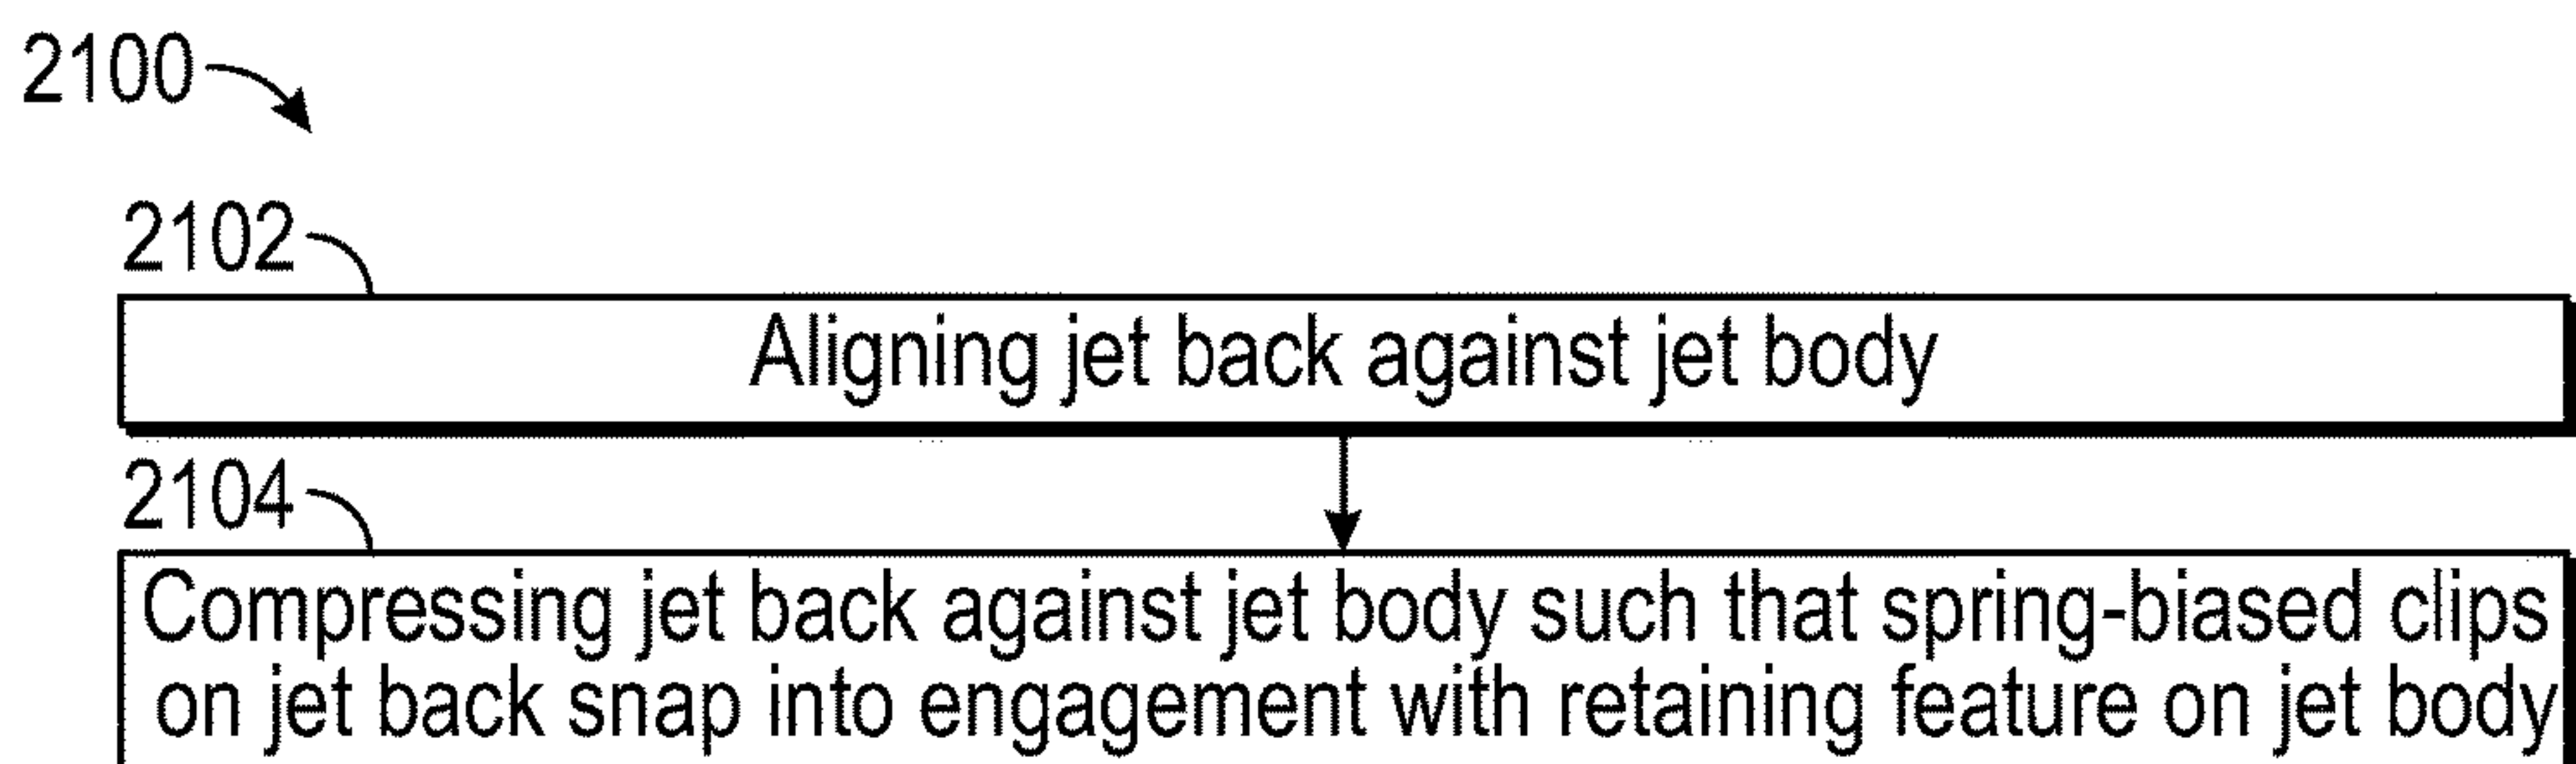 2100
2102
Aligning jet back against jet body
2104
Compressing jet back against jet body such that spring-biased clips
on jet back snap into engagement with retaining feature on jet body